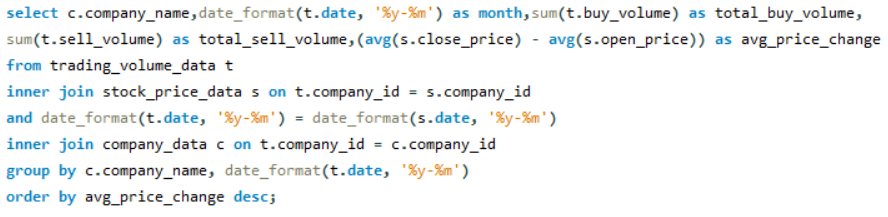 select c.company_name,date_format(t.date, '%y-%m') as month,sum(t.buy_volume) as total_buy_volume,
sum(t.sell_volume) as total_sell_volume,(avg(s.close_price) - avg(s.open_price)) as avg_price_change
from trading_volume_data t
inner join stock_price_data s on t.company_id = s.company_id
and date_format(t.date, '%y-%m') = date_format(s.date, '%y-%m')
inner join company_data c on t.company_id = c.company_id
group by c.company_name, date_format(t.date, '%y-%m')
order by avg_price_change desc;